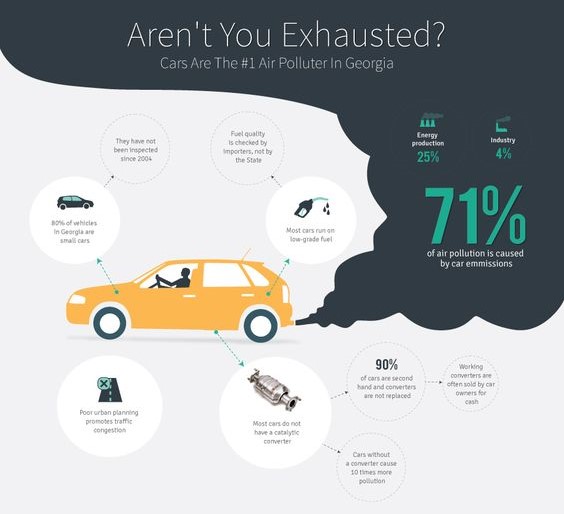 Aren't You Exhausted?
Cars Are The #1 Air Polluter In Georgia
They have not
been inspected
since 2004
Fuel quality
is checked by
importers, not by
the State
Energy
production
25%
Industry
4%
80% of vehicles
in Georgia are
small cars
Most cars run on
low-grade fuel
71%
of air pollution is caused
by car emmissions
Poor urban planning
promotes traffic
congestion
Most cars do not
have a catalytic
converter
90%
of cars are second
hand and converters
are not replaced
Working
converters are
often sold by car
owners for
cash
Cars without
a converter cause
10 times more
pollution